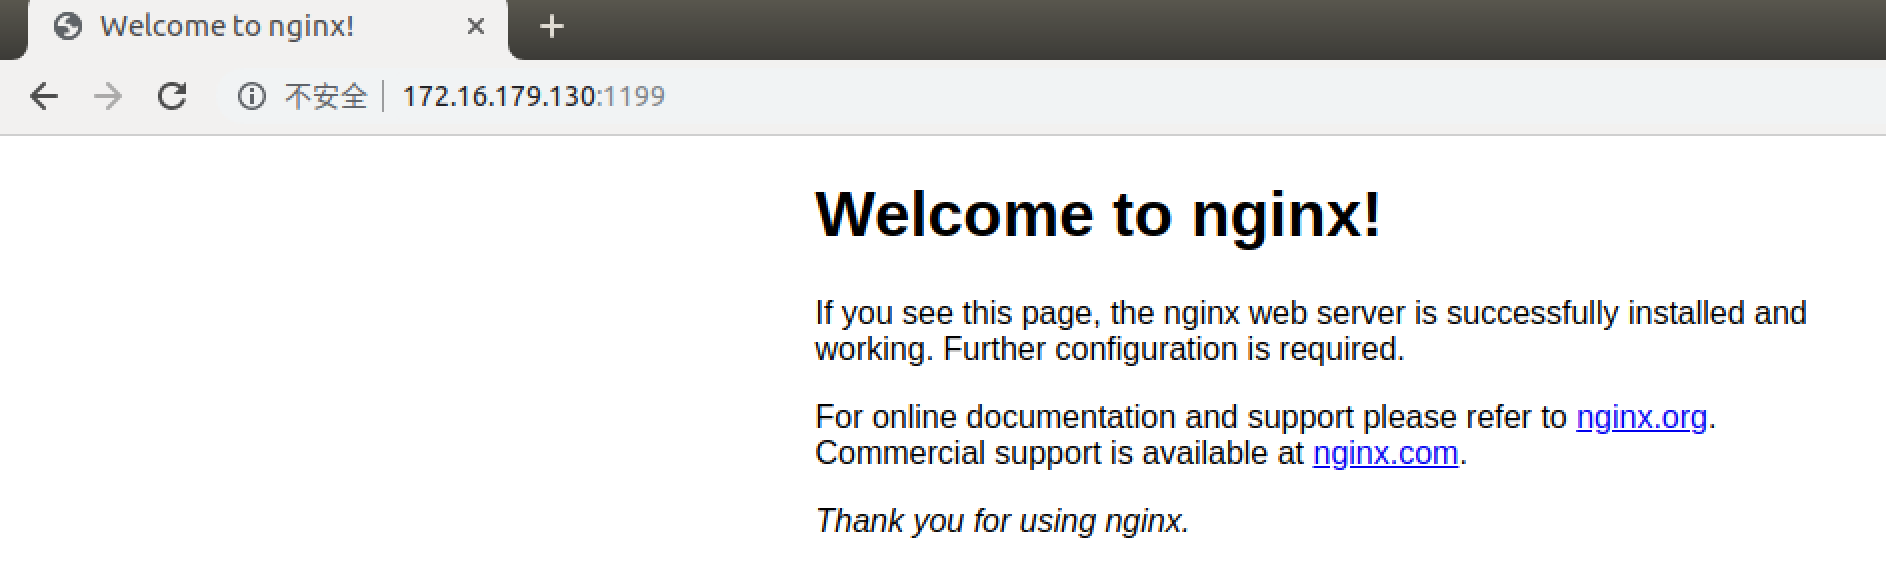 Welcome to nginx!
不安全 172.16.179.130:1199
Welcome to nginx!
If you see this page, the nginx web server is successfully installed and
working. Further configuration is required.
For online documentation and support please refer to nginx.org.
Commercial support is available at nginx.com.
Thank you for using nginx.